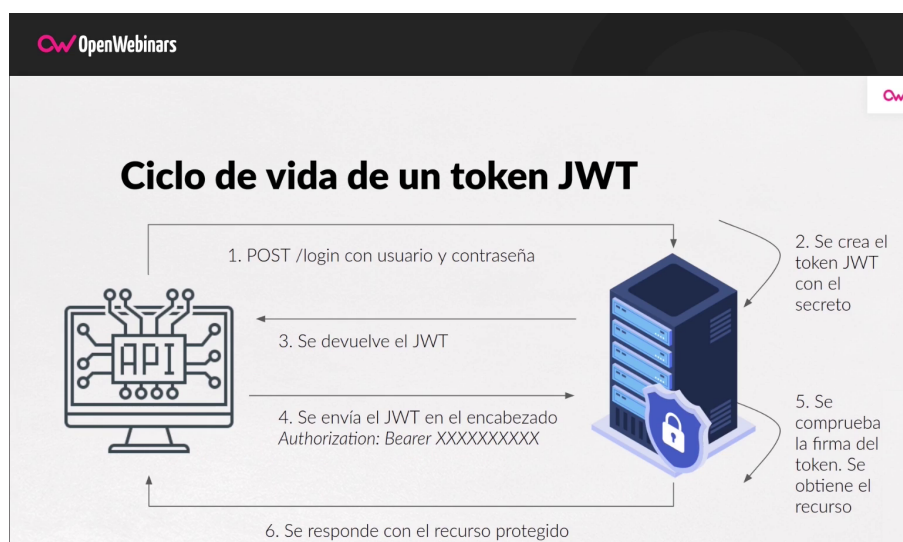 OW OpenWebinars
OW
Ciclo de vida de un token JWT
1. POST /login con usuario y contraseña
2. Se crea el
token JWT
con el
secreto
API
3. Se devuelve el JWT
4. Se envía el JWT en el encabezado
Authorization: Bearer XXXXXXXXXX
5. Se
comprueba
la firma del
token. Se
obtiene el
recurso
6. Se responde con el recurso protegido